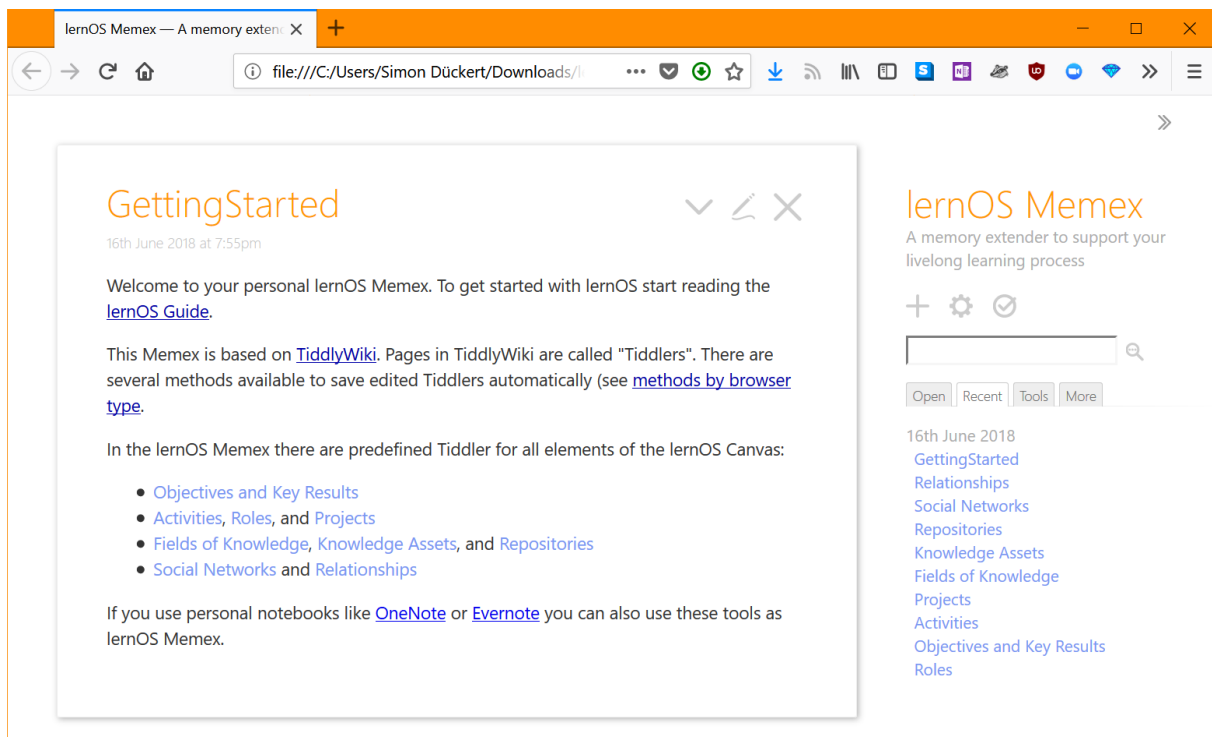 lernOS Memex — A memory exten
file:///C:/Users/Simon Dückert/Downloads/l
GettingStarted
16th June 2018 at 7:55pm
Welcome to your personal lernOS Memex. To get started with lernOS start reading the
lernOS Guide.
This Memex is based on TiddlyWiki. Pages in TiddlyWiki are called "Tiddlers". There are
several methods available to save edited Tiddlers automatically (see methods by browser
type.
In the lernOS Memex there are predefined Tiddler for all elements of the lernOS Canvas:
Objectives and Key Results
Activities, Roles, and Projects
Fields of Knowledge, Knowledge Assets, and Repositories
Social Networks and Relationships
If you use personal notebooks like OneNote or Evernote you can also use these tools as
lernOS Memex.
lernOS Memex
A memory extender to support your
livelong learning process
Open Recent Tools More
16th June 2018
GettingStarted
Relationships
Social Networks
Repositories
Knowledge Assets
Fields of Knowledge
Projects
Activities
Objectives and Key Results
Roles